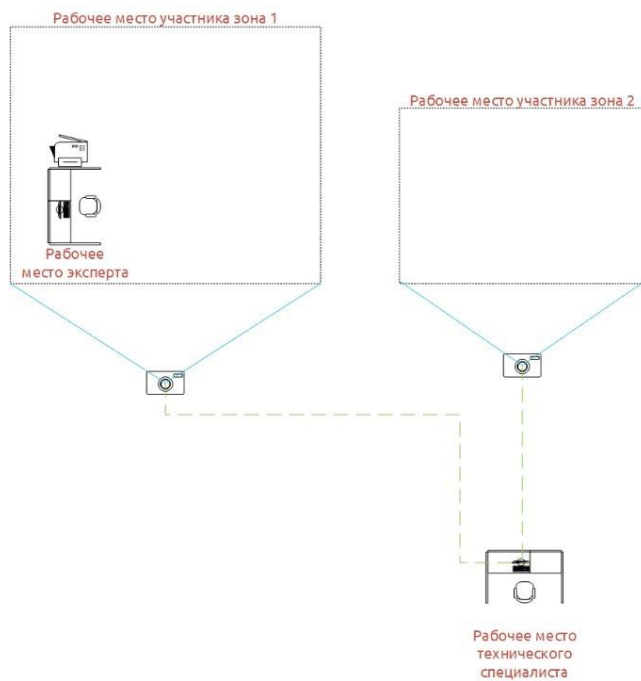 Рабочее место участника зона 1
Рабочее место участника зона 2
Рабочее
место эксперта
Рабочее место
технического
специалиста